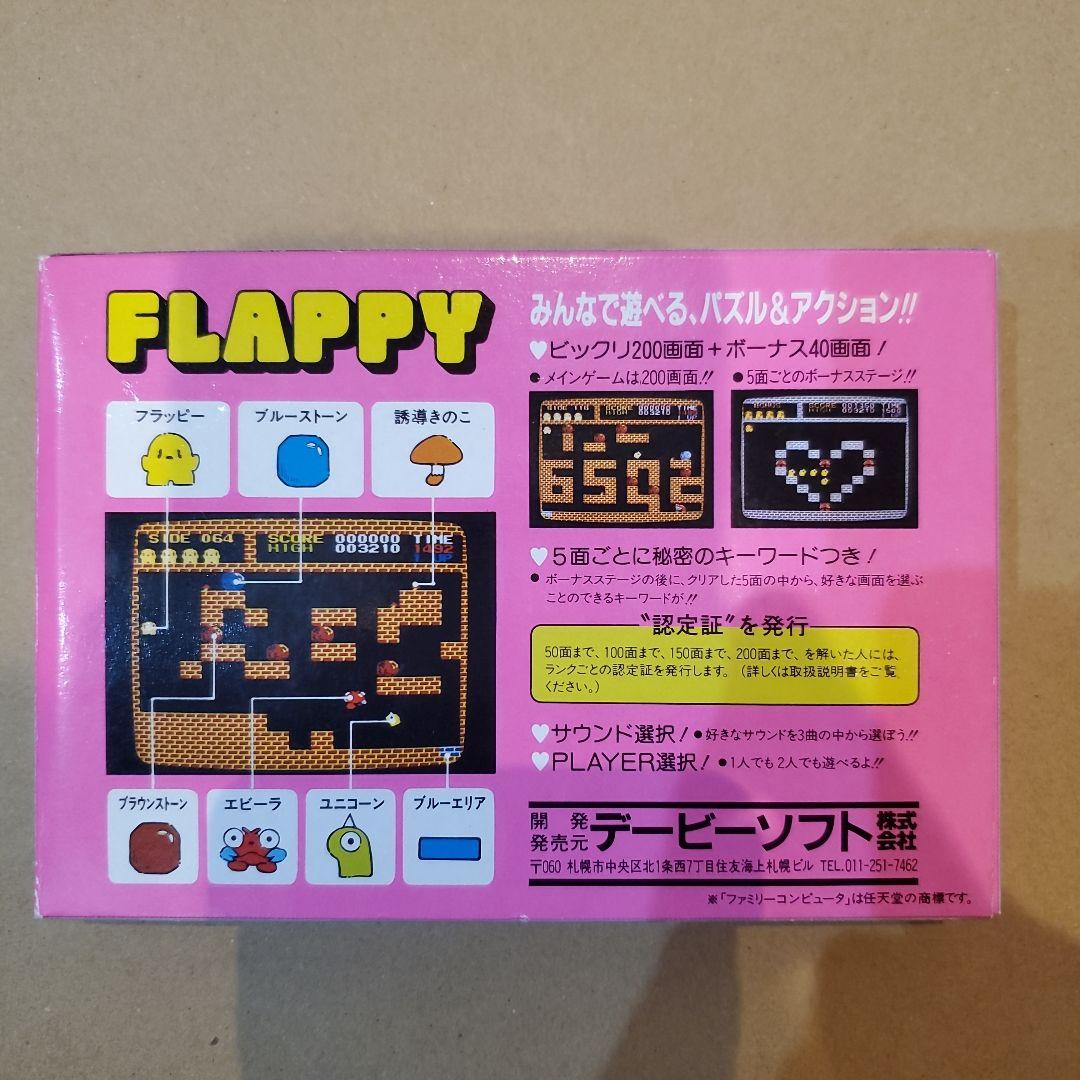 FLAPPY
フラッピー
ブルーストーン
誘導きのこ
SIDE 064
SCORE 000000 TIME
HIGH 003210 1492
1 UP
ブラウンストーン
エビーラ
ユニコーン
ブルーエリア
みんなで遊べる、パズル&アクション!!
♥ビックリ200画面+ボーナス40画面!
●メインゲームは200画面!!
●5面ごとのボーナスステージ!!
♥5面ごとに秘密のキーワードつき!
●ボーナスステージの後に、クリアした5面の中から、好きな画面を選ぶ
ことのできるキーワードが!!
"認定証"を発行
50面まで、100面まで、150面まで、200面まで、を解いた人には、
ランクごとの認定証を発行します。(詳しくは取扱説明書をご覧
ください。)
♥サウンド選択! ●好きなサウンドを3曲の中から選ぼう!!
♥PLAYER選択! ●1人でも2人でも遊べるよ!!
開発
発売元
デービーソフト株式会社
〒060 札幌市中央区北1条西7丁目住友海上札幌ビル TEL.011-251-7462
※「ファミリーコンピュータ」は任天堂の商標です。